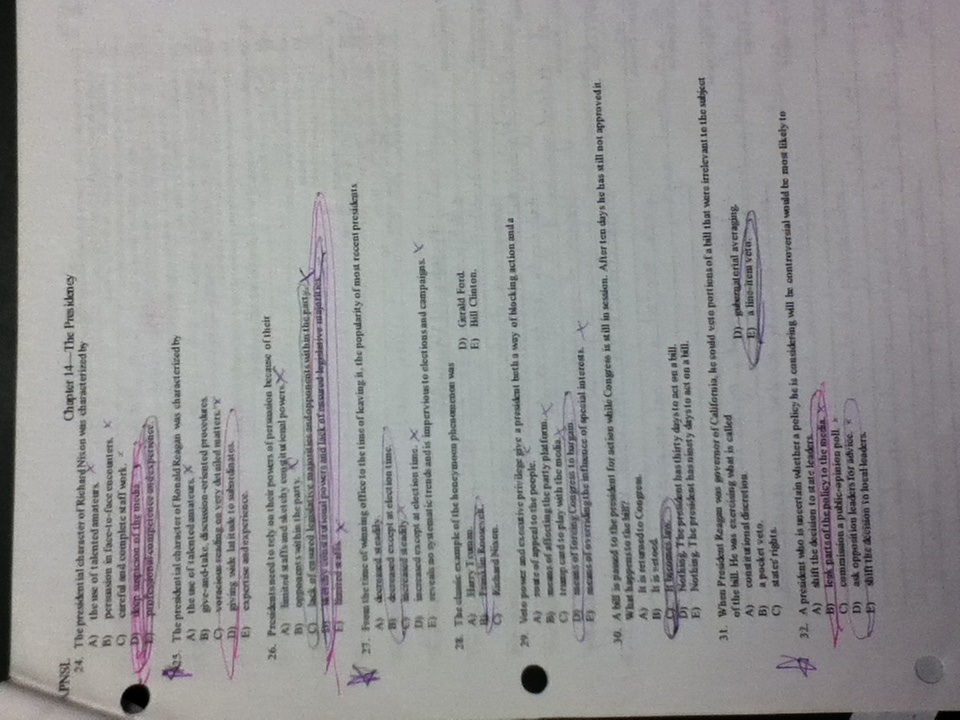 APNSL
Chapter 14—The Presidency
24. The presidential character of Richard Nixon was characterized by
A) the use of talented amateurs.
B) persuasion in face-to-face encounters.
C) careful and complete staff work.
D) deep suspicion of the media.
E) professional competence and experience.
25. The presidential character of Ronald Reagan was characterized by
A) the use of talented amateurs.
B) give-and-take, discussion-oriented procedures.
C) voracious reading on very detailed matters.
D) giving wide latitude to subordinates.
E) expertise and experience.
26. Presidents need to rely on their powers of persuasion because of their
A) limited staffs and sketchy constitutional powers.
B) opponents within the party.
C) lack of ensured legislative majorities and opponents within the party.
D) sketchy constitutional powers and lack of ensured legislative majorities.
E) limited staffs.
27. From the time of winning office to the time of leaving it, the popularity of most recent presidents
A) decreased steadily.
B) decreased except at election time.
C) increased steadily.
D) increased except at election time.
E) reveals no systematic trends and is impervious to elections and campaigns.
28. The classic example of the honeymoon phenomenon was
A) Harry Truman.
B) Franklin Roosevelt.
C) Richard Nixon.
D) Gerald Ford.
E) Bill Clinton.
29. Veto power and executive privilege give a president both a way of blocking action and a
A) route of appeal to the people.
B) means of affecting the party platform.
C) trump card to play with the media.
D) means of forcing Congress to bargain.
E) means of overriding the influence of special interests.
30. A bill is passed to the president for action while Congress is still in session. After ten days he has still not approved it.
What happens to the bill?
A) It is returned to Congress.
B) It is vetoed.
C) It becomes law.
D) Nothing. The president has thirty days to act on a bill.
E) Nothing. The president has ninety days to act on a bill.
31. When President Reagan was governor of California, he could veto portions of a bill that were irrelevant to the subject
of the bill. He was exercising what is called
A) constitutional discretion.
B) a pocket veto.
C) states' rights.
D) gubernatorial averaging.
E) a line-item veto.
32. A president who is uncertain whether a policy he is considering will be controversial would be most likely to
A) shift the decision to state leaders.
B) leak parts of the policy to the media.
C) commission a public-opinion poll.
D) ask opposition leaders for advice.
E) shift the decision to local leaders.